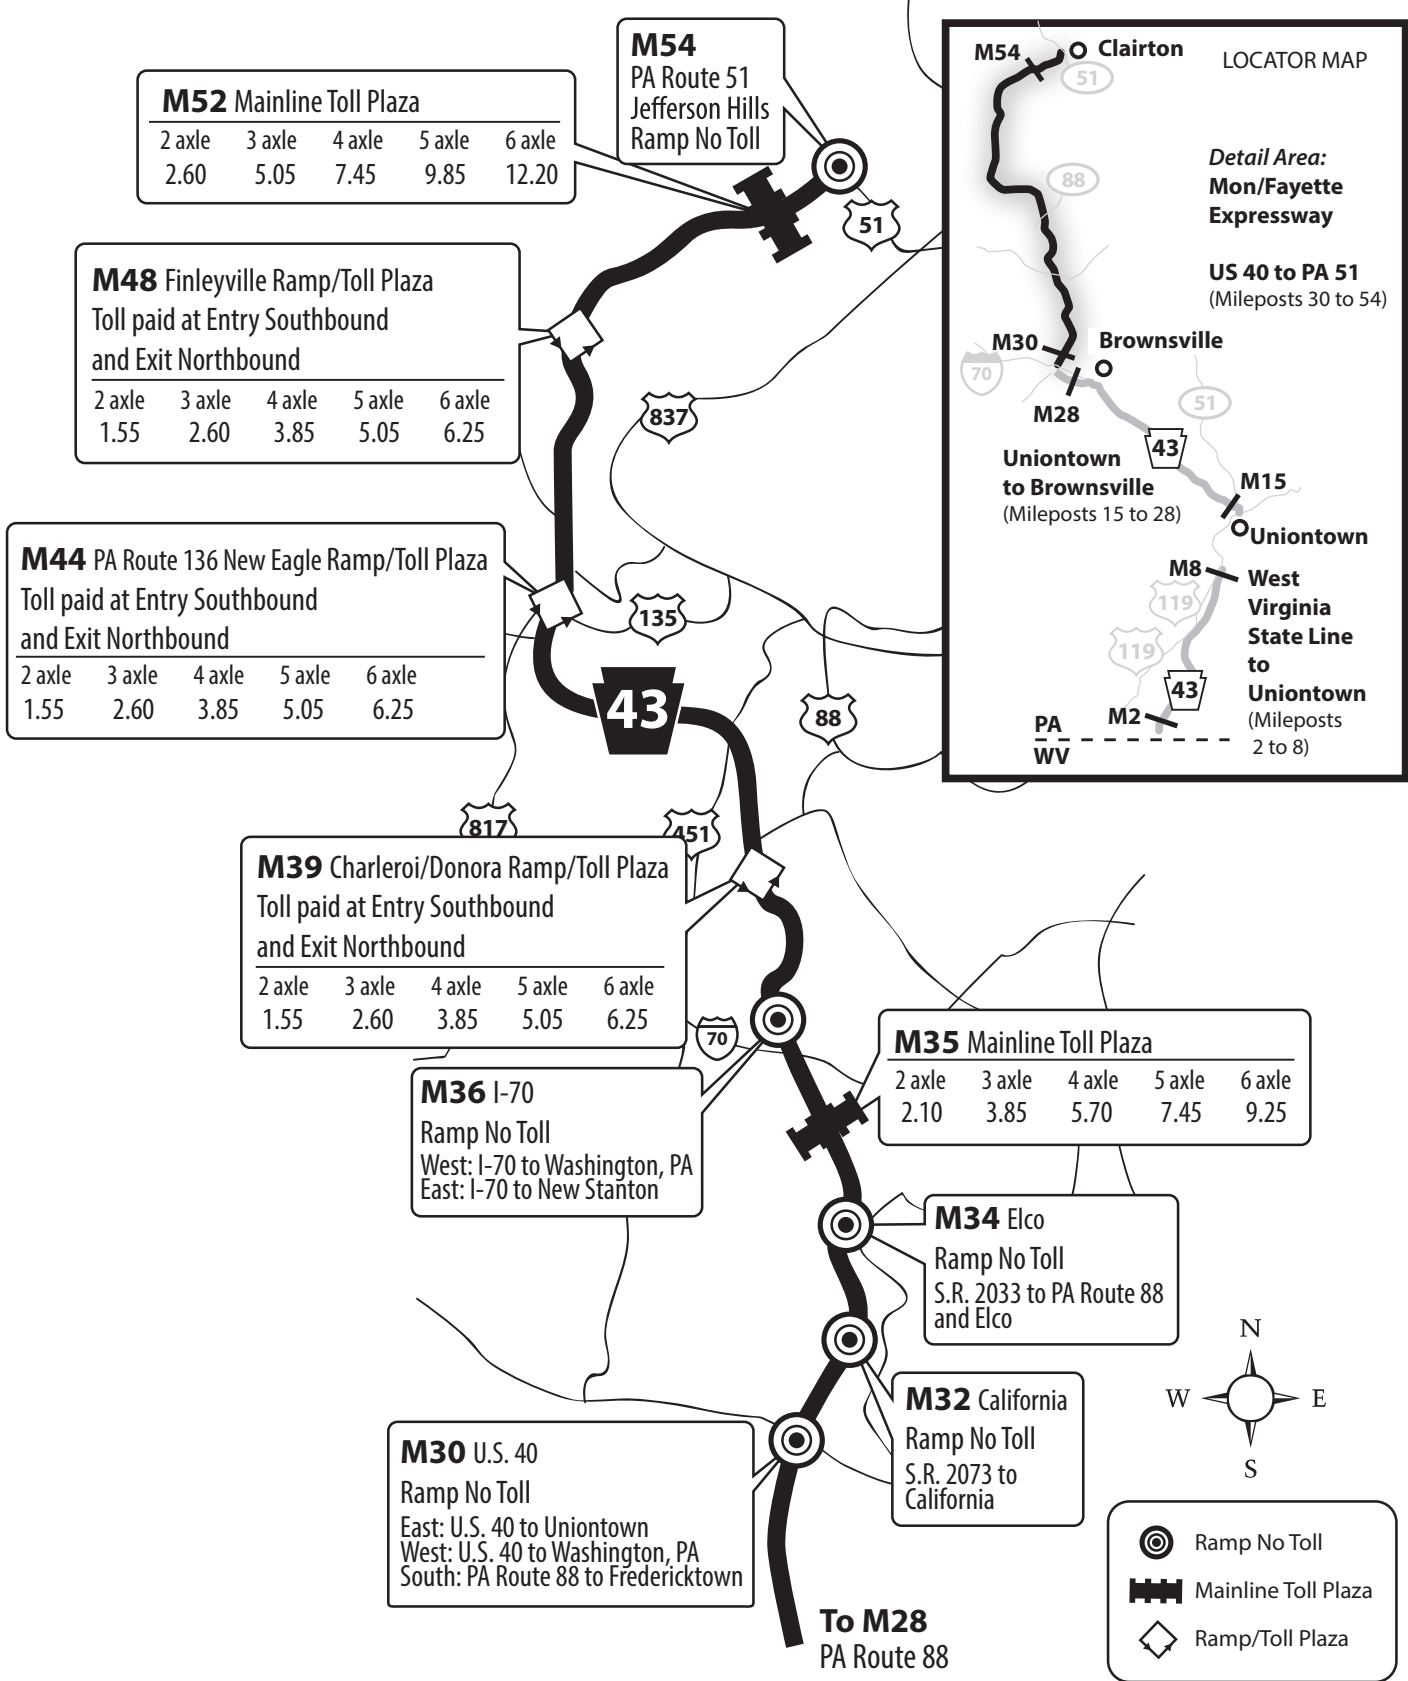 M54
PA Route 51
Jefferson Hills
Ramp No Toll
M52 Mainline Toll Plaza
2 axle 3 axle 4 axle 5 axle 6 axle
2.60 5.05 7.45 9.85 12.20
51
M48 Finleyville Ramp/Toll Plaza
Toll paid at Entry Southbound
and Exit Northbound
2 axle 3 axle 4 axle 5 axle 6 axle
1.55 2.60 3.85 5.05 6.25
837
M44 PA Route 136 New Eagle Ramp/Toll Plaza
Toll paid at Entry Southbound
and Exit Northbound
2 axle 3 axle 4 axle 5 axle 6 axle
1.55 2.60 3.85 5.05 6.25
135
43
88
817
451
M39 Charleroi/Donora Ramp/Toll Plaza
Toll paid at Entry Southbound
and Exit Northbound
2 axle 3 axle 4 axle 5 axle 6 axle
1.55 2.60 3.85 5.05 6.25
70
M36 I-70
Ramp No Toll
West: I-70 to Washington, PA
East: I-70 to New Stanton
M35 Mainline Toll Plaza
2 axle 3 axle 4 axle 5 axle 6 axle
2.10 3.85 5.70 7.45 9.25
M34 Elco
Ramp No Toll
S.R. 2033 to PA Route 88
and Elco
M32 California
Ramp No Toll
S.R. 2073 to
California
M30 U.S. 40
Ramp No Toll
East: U.S. 40 to Uniontown
West: U.S. 40 to Washington, PA
South: PA Route 88 to Fredericktown
To M28
PA Route 88
LOCATOR MAP
M54
Clairton
51
88
Detail Area:
Mon/Fayette
Expressway
US 40 to PA 51
(Mileposts 30 to 54)
M30
Brownsville
70
M28
51
43
Uniontown
to Brownsville
(Mileposts 15 to 28)
M15
Uniontown
M8
119
119
West
Virginia
State Line
to
Uniontown
(Mileposts
2 to 8)
43
M2
PA
WV
N
W
E
S
Ramp No Toll
Mainline Toll Plaza
Ramp/Toll Plaza